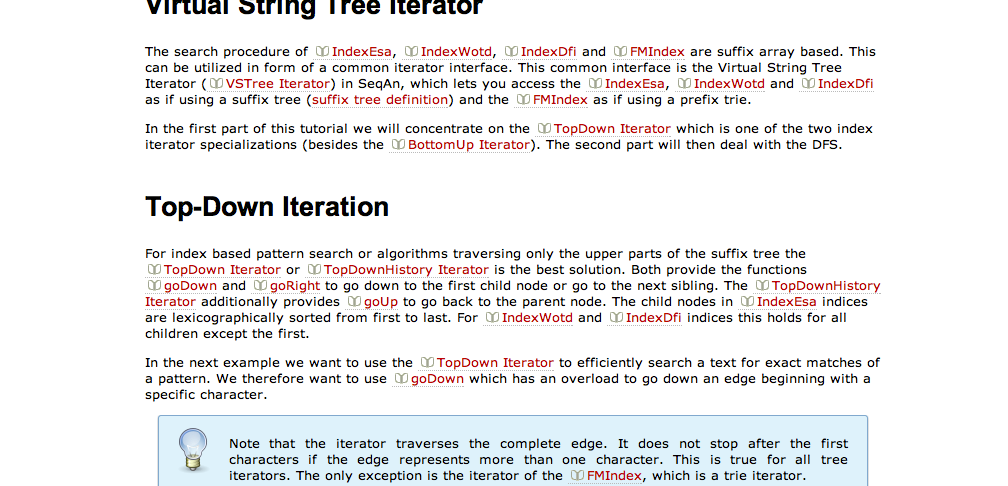 Virtual String Tree Iterator
The search procedure of IndexEsa, IndexWotd, IndexDfi and FMIndex are suffix array based. This
can be utilized in form of a common iterator interface. This common interface is the Virtual String Tree
Iterator (VSTree Iterator) in SeqAn, which lets you access the IndexEsa, IndexWotd and IndexDfi
as if using a suffix tree (suffix tree definition) and the FMIndex as if using a prefix trie.
In the first part of this tutorial we will concentrate on the TopDown Iterator which is one of the two index
iterator specializations (besides the BottomUp Iterator). The second part will then deal with the DFS.
Top-Down Iteration
For index based pattern search or algorithms traversing only the upper parts of the suffix tree the
TopDown Iterator or TopDownHistory Iterator is the best solution. Both provide the functions
goDown and goRight to go down to the first child node or go to the next sibling. The TopDownHistory
Iterator additionally provides goUp to go back to the parent node. The child nodes in IndexEsa indices
are lexicographically sorted from first to last. For IndexWotd and IndexDfi indices this holds for all
children except the first.
In the next example we want to use the TopDown Iterator to efficiently search a text for exact matches of
a pattern. We therefore want to use goDown which has an overload to go down an edge beginning with a
specific character.
Note that the iterator traverses the complete edge. It does not stop after the first
characters if the edge represents more than one character. This is true for all tree
iterators. The only exception is the iterator of the FMIndex, which is a trie iterator.